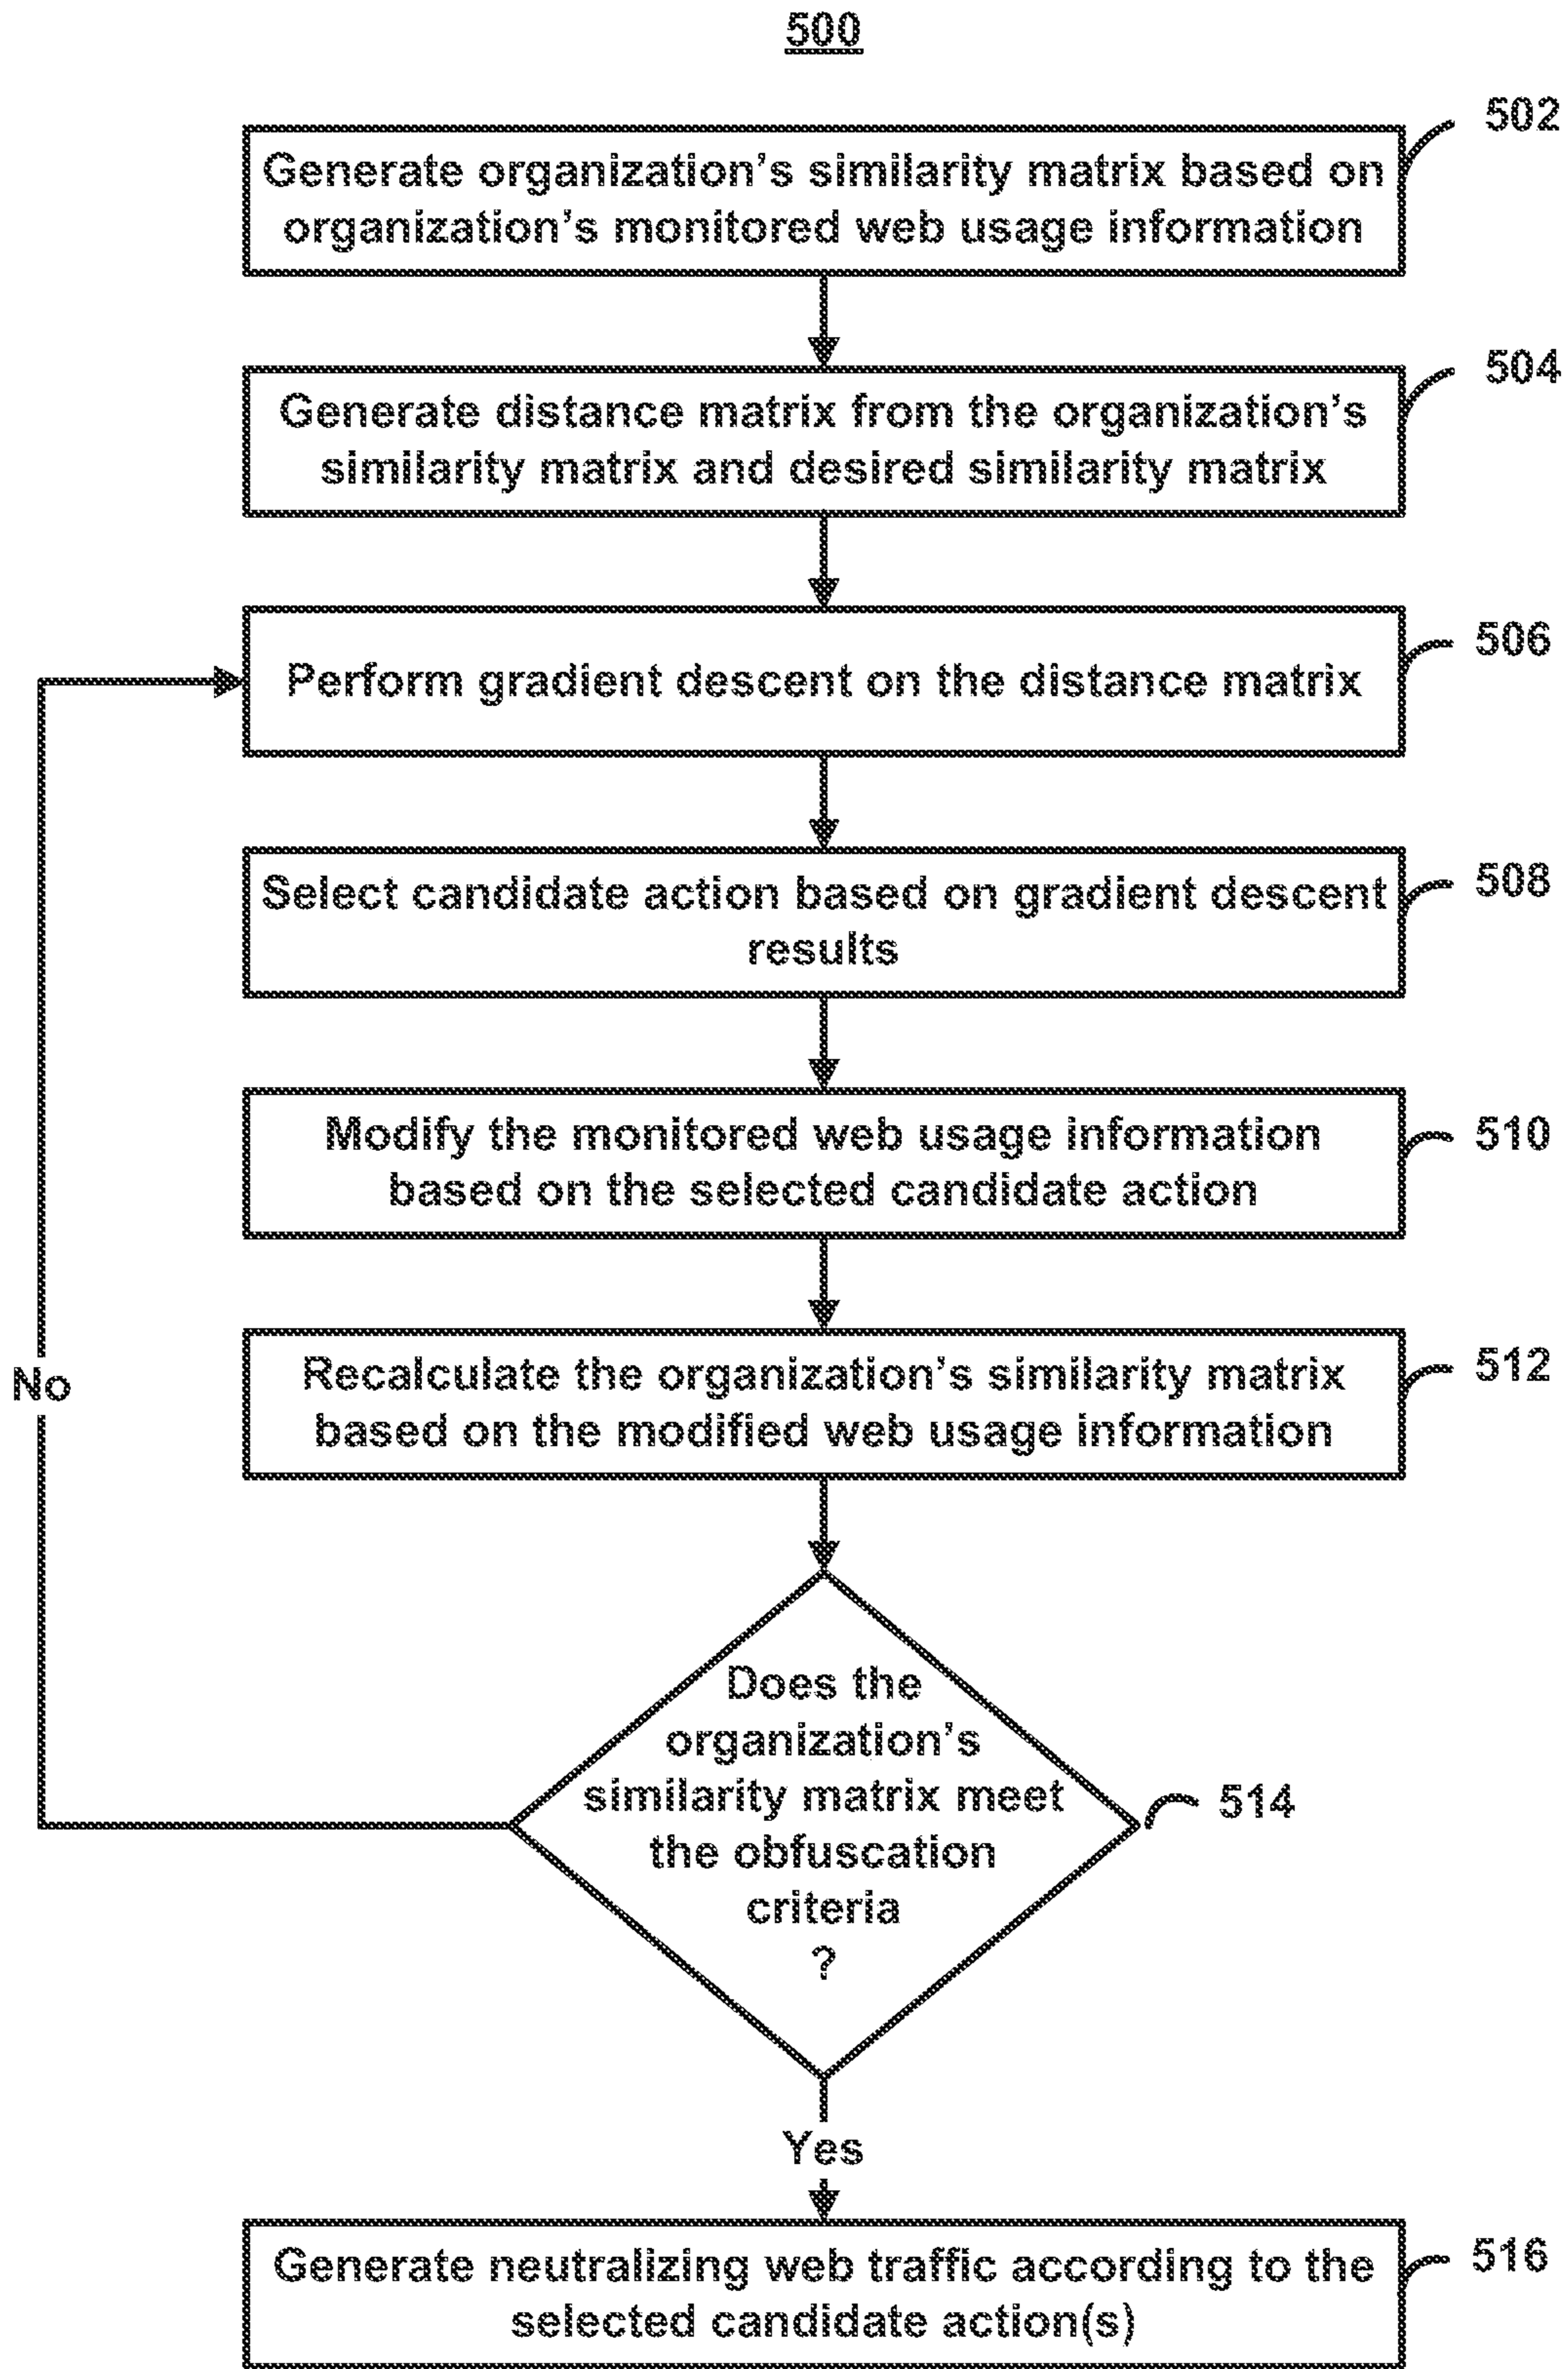 500
502
Generate organization's similarity matrix based on
organization's monitored web usage information
504
Generate distance matrix from the organization's
similarity matrix and desired similarity matrix
506
Perform gradient descent on the distance matrix
508
Select candidate action based on gradient descent
results
510
Modify the monitored web usage information
based on the selected candidate action
512
Recalculate the organization's similarity matrix
based on the modified web usage information
No
Does the
organization's
similarity matrix meet
the obfuscation
criteria
?
514
Yes
516
Generate neutralizing web traffic according to the
selected candidate action(s)